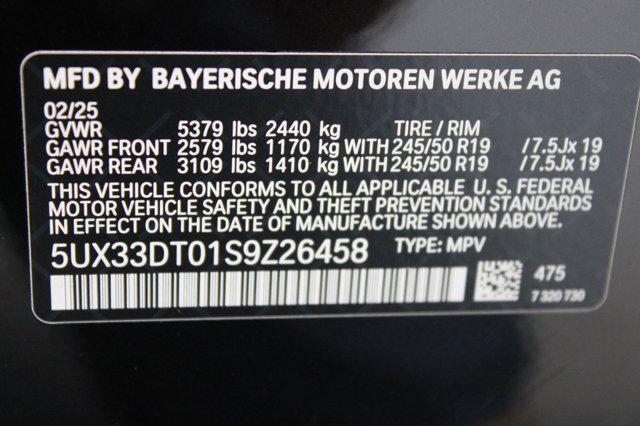 MFD BY BAYERISCHE MOTOREN WERKE AG
02/25
GVWR 5379 lbs 2440 kg TIRE / RIM
GAWR FRONT 2579 lbs 1170 kg WITH 245/50 R19 /7.5Jx 19
GAWR REAR 3109 lbs 1410 kg WITH 245/50 R19 /7.5Jx 19
THIS VEHICLE CONFORMS TO ALL APPLICABLE U. S. FEDERAL
MOTOR VEHICLE SAFETY AND THEFT PREVENTION STANDARDS
IN EFFECT ON THE DATE OF MANUFACTURE SHOWN ABOVE.
5UX33DT01S9Z26458 TYPE: MPV
475
7 320 730